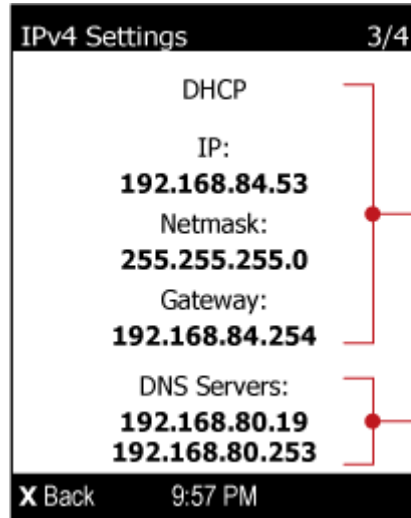 IPv4 Settings 3/4
DHCP
IP:
192.168.84.53
Netmask:
255.255.255.0
Gateway:
192.168.84.254
DNS Servers:
192.168.80.19
192.168.80.253
X Back 9:57 PM